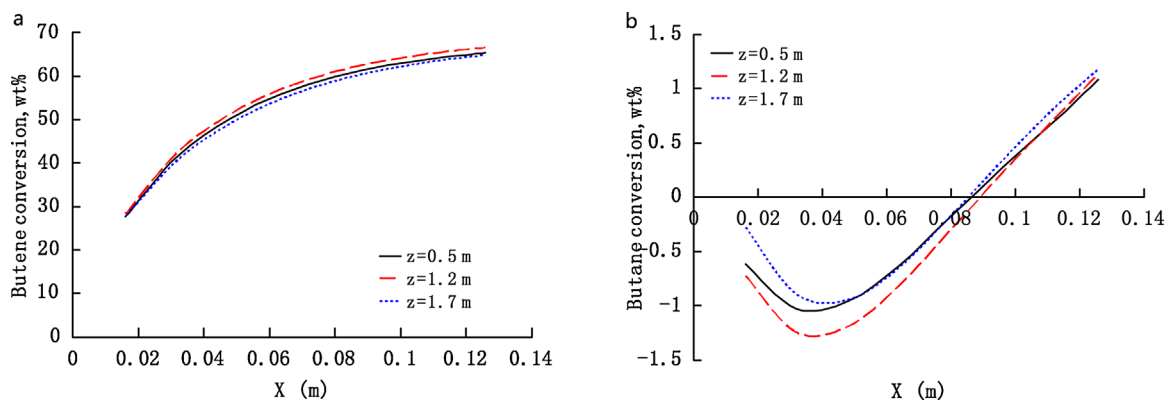 a
Butene conversion, wt%
70
60
50
40
30
20
10
0
0 0.02 0.04 0.06 0.08 0.1 0.12 0.14
X (m)
z=0.5 m
z=1.2 m
z=1.7 m
b
Butane conversion, wt%
1.5
1
0.5
0
-0.5
-1
-1.5
0.02 0.04 0.06 0.08 0.1 0.12 0.14
X (m)
z=0.5 m
z=1.2 m
z=1.7 m